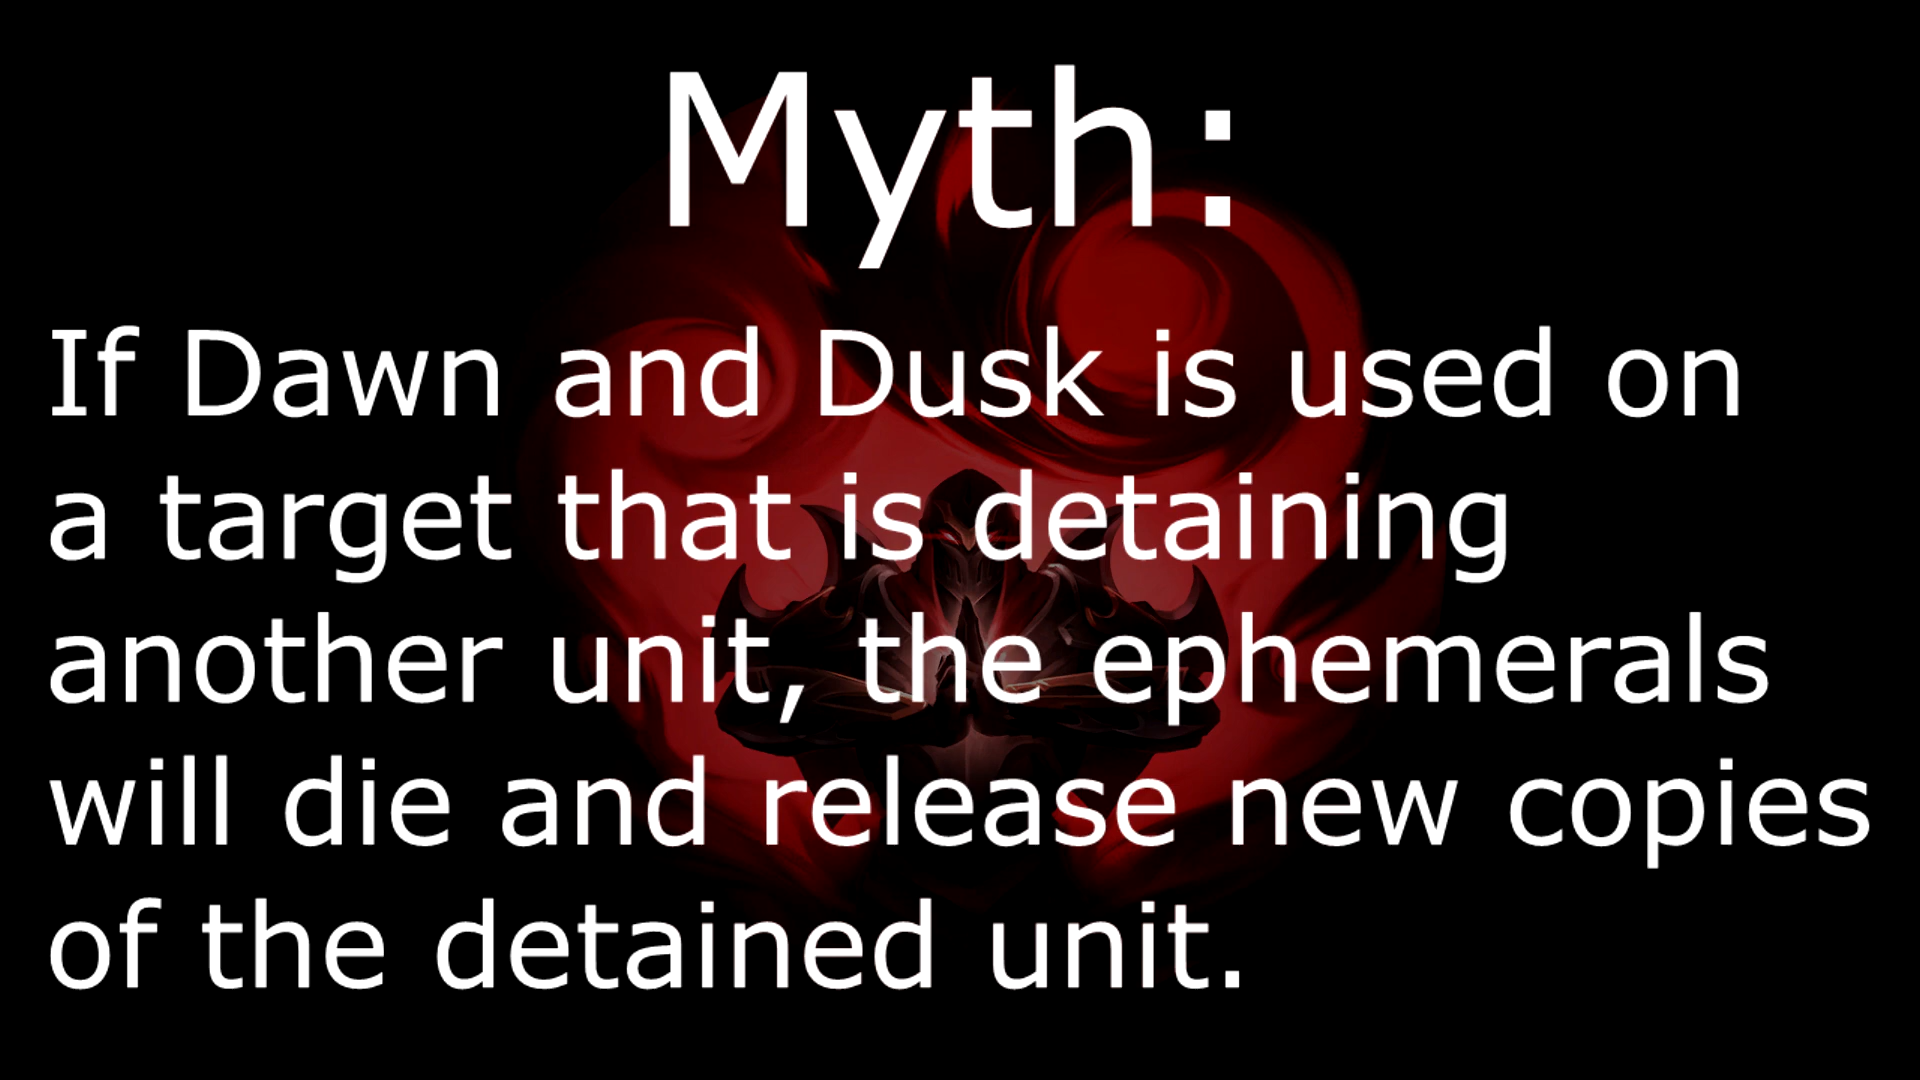 Myth:
If Dawn and Dusk is used on
a target that is detaining
another unit, the ephemerals
will die and release new copies
of the detained unit.